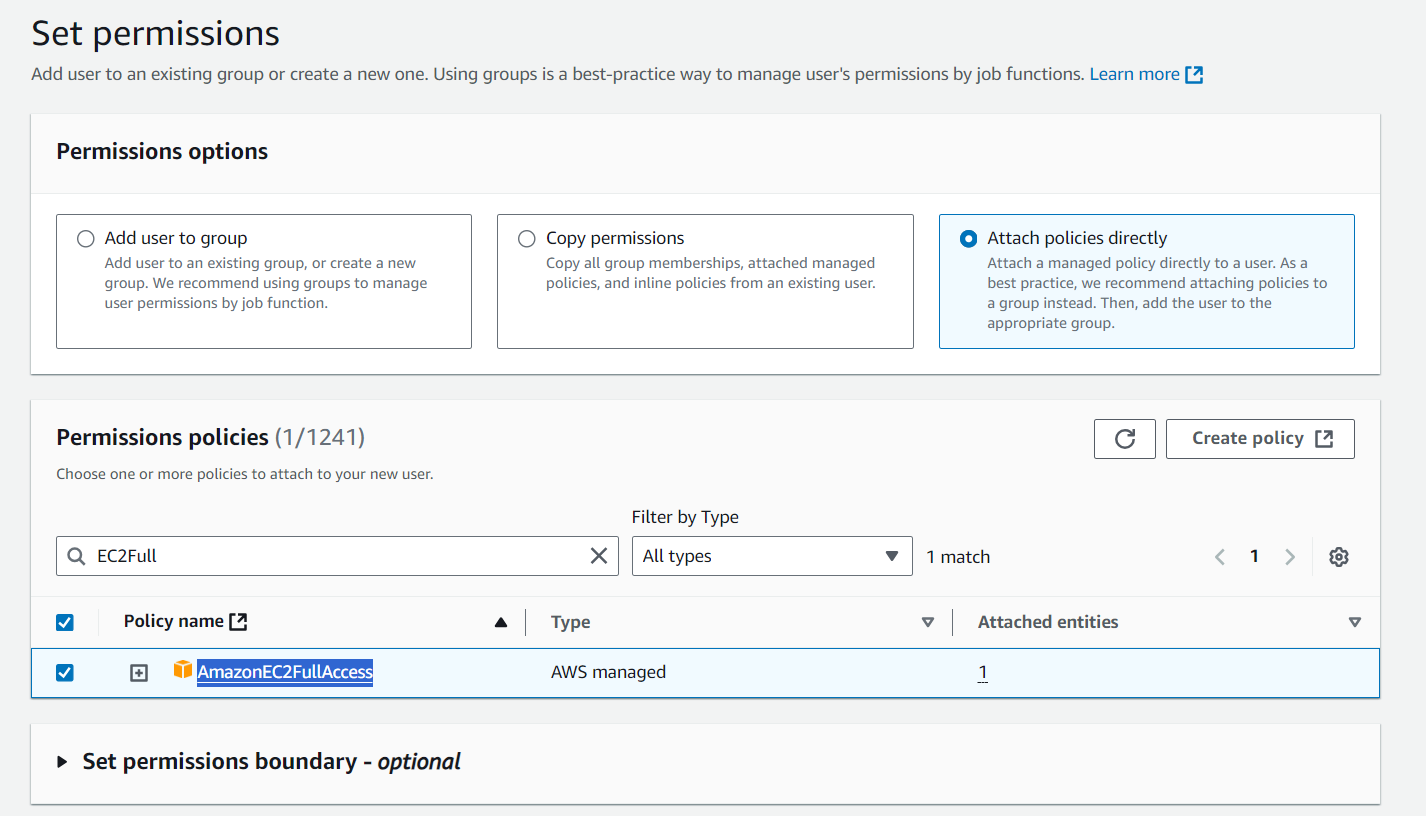 Set permissions
Add user to an existing group or create a new one. Using groups is a best-practice way to manage user's permissions by job functions. Learn more
Permissions options
Add user to group
Add user to an existing group, or create a new
group. We recommend using groups to manage
user permissions by job function.
Copy permissions
Copy all group memberships, attached managed
policies, and inline policies from an existing user.
Attach policies directly
Attach a managed policy directly to a user. As a
best practice, we recommend attaching policies to
a group instead. Then, add the user to the
appropriate group.
Permissions policies (1/1241)
Create policy
Choose one or more policies to attach to your new user.
Filter by Type
EC2Full
All types
1 match
1
Policy name
Type
Attached entities
AmazonEC2FullAccess
AWS managed
1
Set permissions boundary - optional